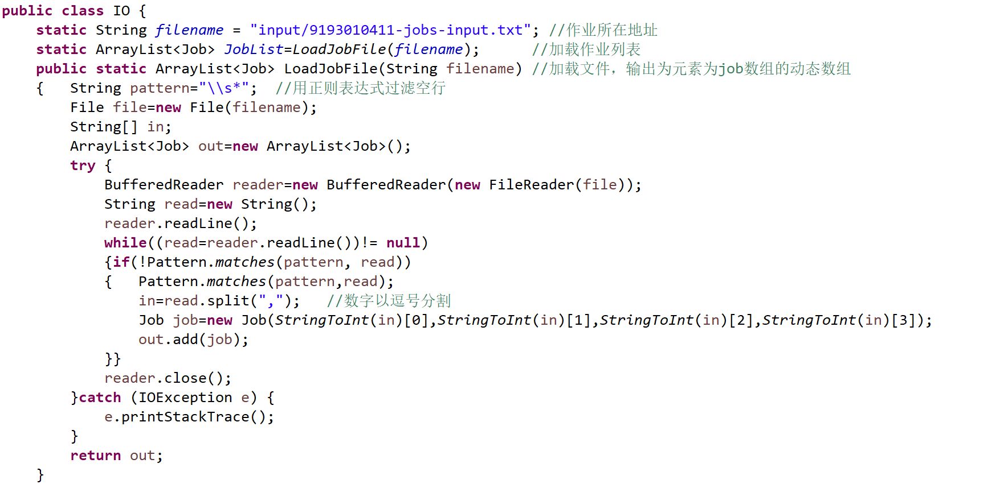 public class IO {
    static String filename = "input/9193010411-jobs-input.txt"; //作业所在地址
    static ArrayList<Job> JobList=LoadJobFile(filename);      //加载作业列表
    public static ArrayList<Job> LoadJobFile(String filename) //加载文件，输出为元素为job数组的动态数组
    {   String pattern="\\s*";  //用正则表达式过滤空行
        File file=new File(filename);
        String[] in;
        ArrayList<Job> out=new ArrayList<Job>();
        try {
            BufferedReader reader=new BufferedReader(new FileReader(file));
            String read=new String();
            reader.readLine();
            while((read=reader.readLine())!= null)
            {if(!Pattern.matches(pattern, read))
            {   Pattern.matches(pattern,read);
                in=read.split(",");   //数字以逗号分割
                Job job=new Job(StringToInt(in)[0],StringToInt(in)[1],StringToInt(in)[2],StringToInt(in)[3]);
                out.add(job);
            }}
            reader.close();
        }catch (IOException e) {
            e.printStackTrace();
        }
        return out;
    }